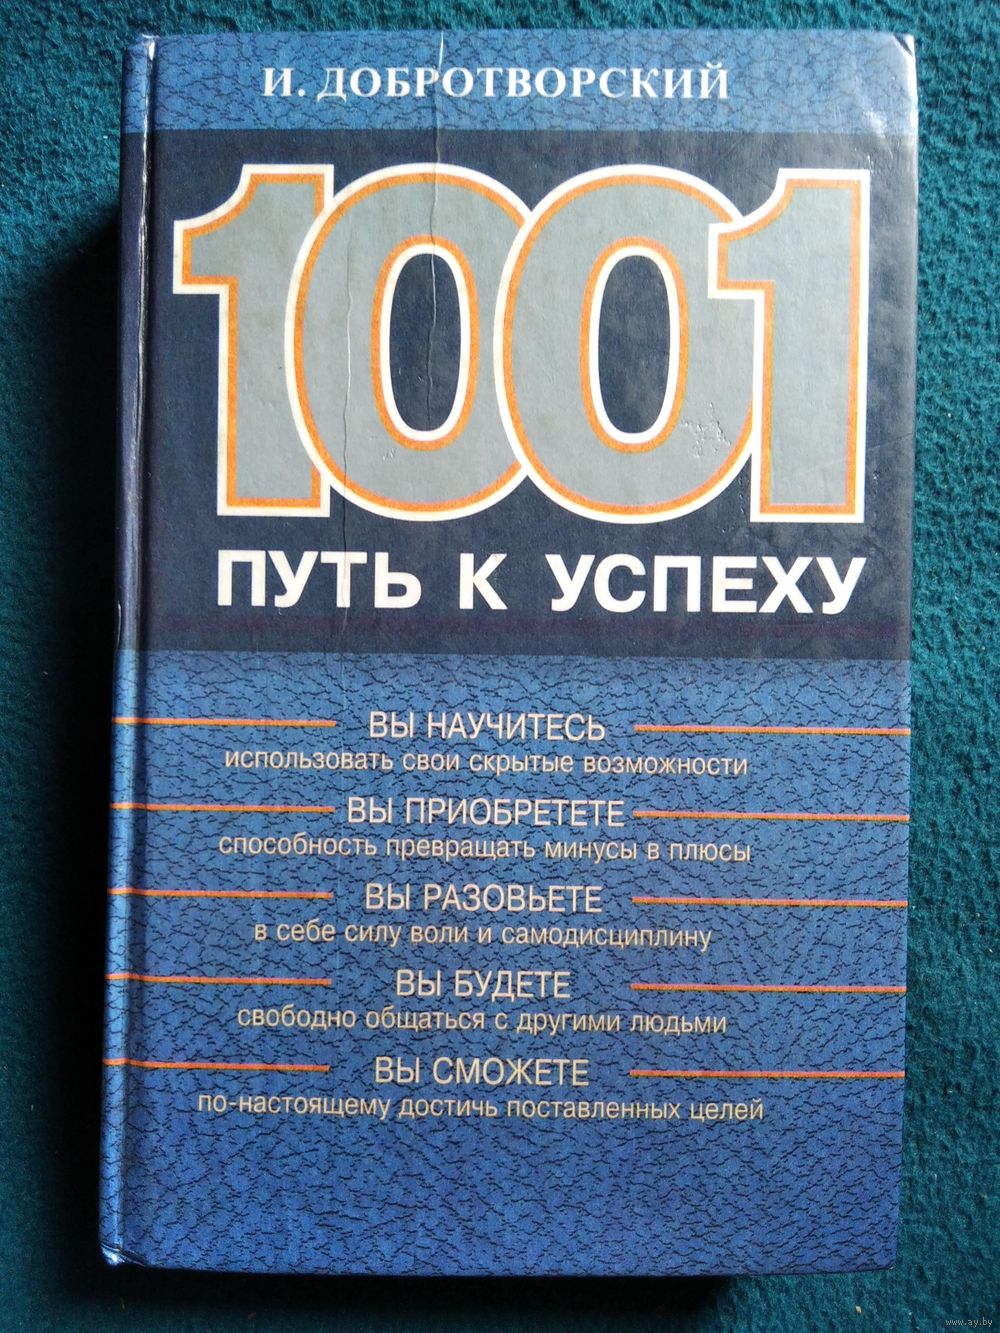 И. ДОБРОТВОРСКИЙ
1001
ПУТЬ К УСПЕХУ
ВЫ НАУЧИТЕСЬ
использовать свои скрытые возможности
ВЫ ПРИОБРЕТЕТЕ
способность превращать минусы в плюсы
ВЫ РАЗОВЬЕТЕ
в себе силу воли и самодисциплину
ВЫ БУДЕТЕ
свободно общаться с другими людьми
ВЫ СМОЖЕТЕ
по-настоящему достичь поставленных целей
www.ay.by